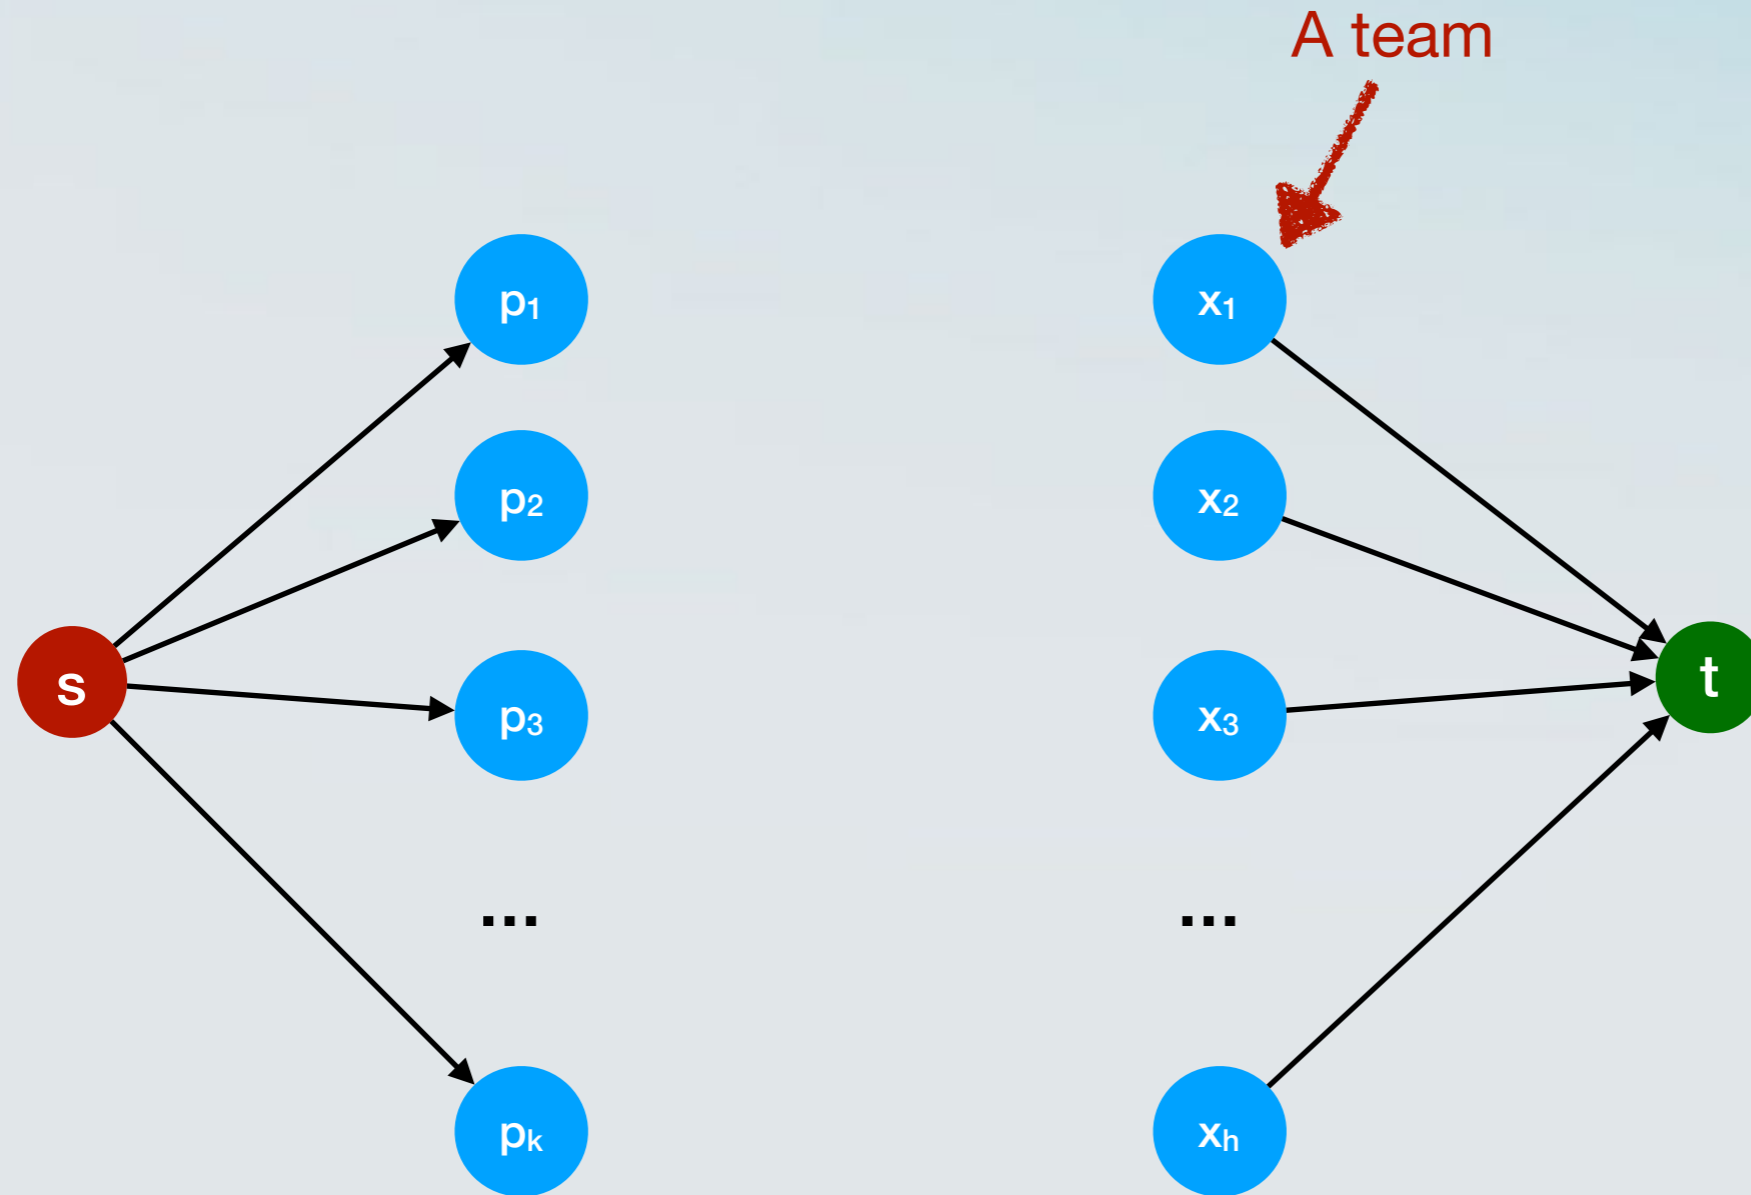 A team
p₁ x₁
p₂ x₂
s p₃ x₃ t
... ...
pₖ xₕ